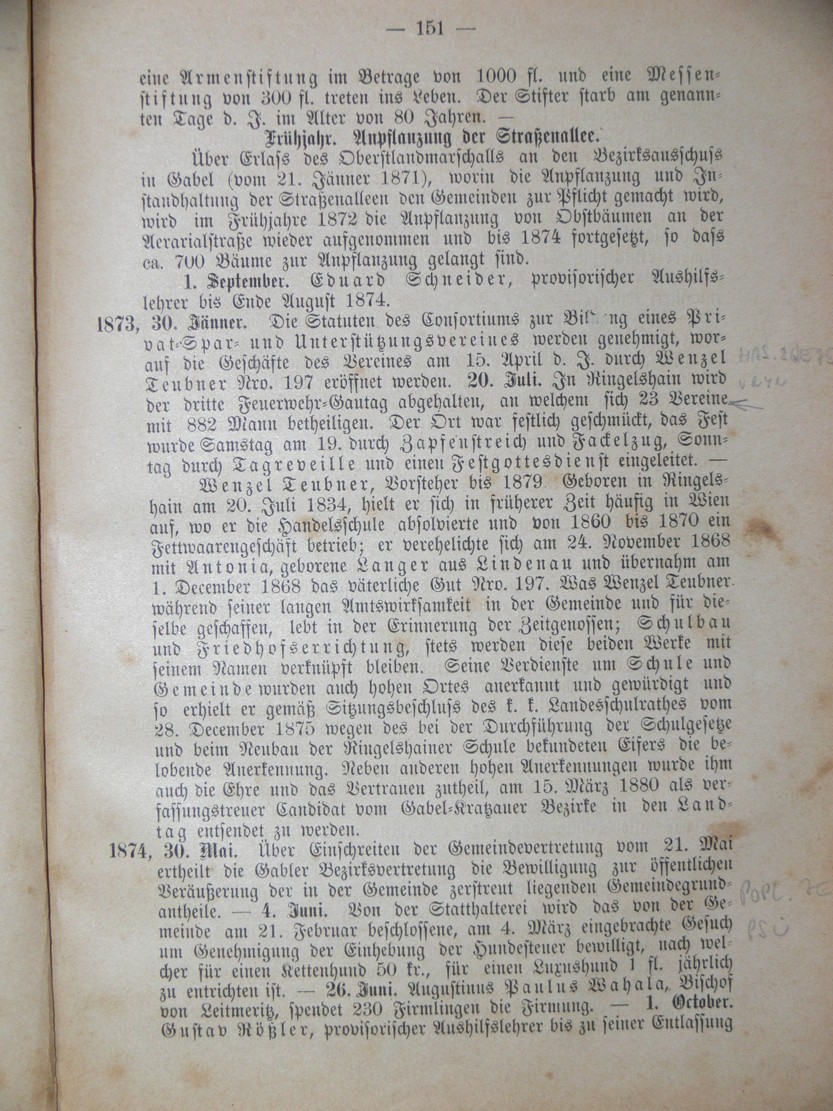 — 151 —
eine Armenstiftung im Betrage von 1000 fl. und eine Messen-
stiftung von 300 fl. treten ins Leben. Der Stifter starb am genann-
ten Tage d. J. im Alter von 80 Jahren. —
Frühjahr. Anpflanzung der Straßenallee.
Über Erlass des Oberstlandmarschalls an den Bezirksausschuss
in Gabel (vom 21. Jänner 1871), worin die Anpflanzung und In-
standhaltung der Straßenalleen den Gemeinden zur Pflicht gemacht wird,
wird im Frühjahre 1872 die Anpflanzung von Obstbäumen an der
Aerarialstraße wieder aufgenommen und bis 1874 fortgesetzt, so dass
ca. 700 Bäume zur Anpflanzung gelangt sind.
1. September. Eduard Schneider, provisorischer Aushilfs-
lehrer bis Ende August 1874.
1873, 30. Jänner. Die Statuten des Consortiums zur eines Pri-
vat-Spar- und Unterstützungsvereines werden genehmigt, wor-
auf die Geschäfte des Vereines am 15. April d. J. durch Wenzel
Teubner Nro. 197 eröffnet werden. 20. Juli. In Ringelshain wird
der dritte Feuerwehr-Gautag abgehalten, an welchem sich 23 Vereine
mit 882 Mann betheiligen. Der Ort war festlich geschmückt, das Fest
wurde Samstag am 19. durch Zapfenstreich und Fackelzug, Sonn-
tag durch Tagreveille und einen Festgottesdienst eingeleitet. —
Wenzel Teubner, Vorsteher bis 1879. Geboren in Ringels-
hain am 20. Juli 1834, hielt er sich in früherer Zeit häufig in Wien
auf, wo er die Handelsschule absolvierte und von 1860 bis 1870 ein
Fettwaarengeschäft betrieb; er verehelichte sich am 24. November 1868
mit Antonia, geborene Langer aus Lindenau und übernahm am
1. December 1868 das väterliche Gut Nro. 197. Was Wenzel Teubner
während seiner langen Amtswirksamkeit in der Gemeinde und für die-
selbe geschaffen, lebt in der Erinnerung der Zeitgenossen; Schulbau
und Friedhofserrichtung, stets werden diese beiden Werke mit
seinem Namen verknüpft bleiben. Seine Verdienste um Schule und
Gemeinde wurden auch hohen Ortes anerkannt und gewürdigt und
so erhielt er gemäß Sitzungsbeschluss des k. k. Landesschulrathes vom
28. December 1875 wegen des bei der Durchführung der Schulgesetze
und beim Neubau der Ringelshainer Schule bekundeten Eifers die be-
lobende Anerkennung. Neben anderen hohen Anerkennungen wurde ihm
auch die Ehre und das Vertrauen zutheil, am 15. März 1880 als ver-
fassungstreuer Candidat vom Gabel-Kratzauer Bezirke in den Land-
tag entsendet zu werden.
1874, 30. Mai. Über Einschreiten der Gemeindevertretung vom 21. Mai
ertheilt die Gabler Bezirksvertretung die Bewilligung zur öffentlichen
Veräußerung der in der Gemeinde zerstreut liegenden Gemeindegrund-
antheile. — 4. Juni. Von der Statthalterei wird das von der Ge-
meinde am 21. Februar beschlossene, am 4. März eingebrachte Gesuch
um Genehmigung der Einhebung der Hundesteuer bewilligt, nach wel-
cher für einen Kettenhund 50 kr., für einen Luxushund 1 fl. jährlich
zu entrichten ist. — 26. Juni. Augustinus Paulus Wahala, Bischof
von Leitmeritz, spendet 230 Firmlingen die Firmung. — 1. October.
Gustav Rößler, provisorischer Aushilfslehrer bis zu seiner Entlassung